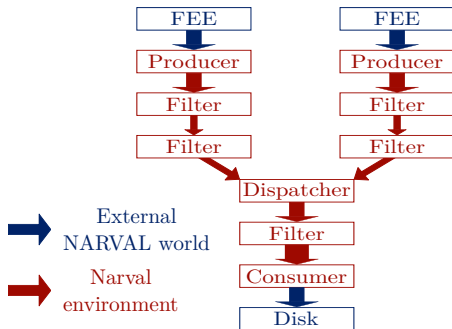 FEE FEE
Producer Producer
Filter Filter
Filter Filter
Dispatcher
External
NARVAL world
Filter
Narval
environment
Consumer
Disk